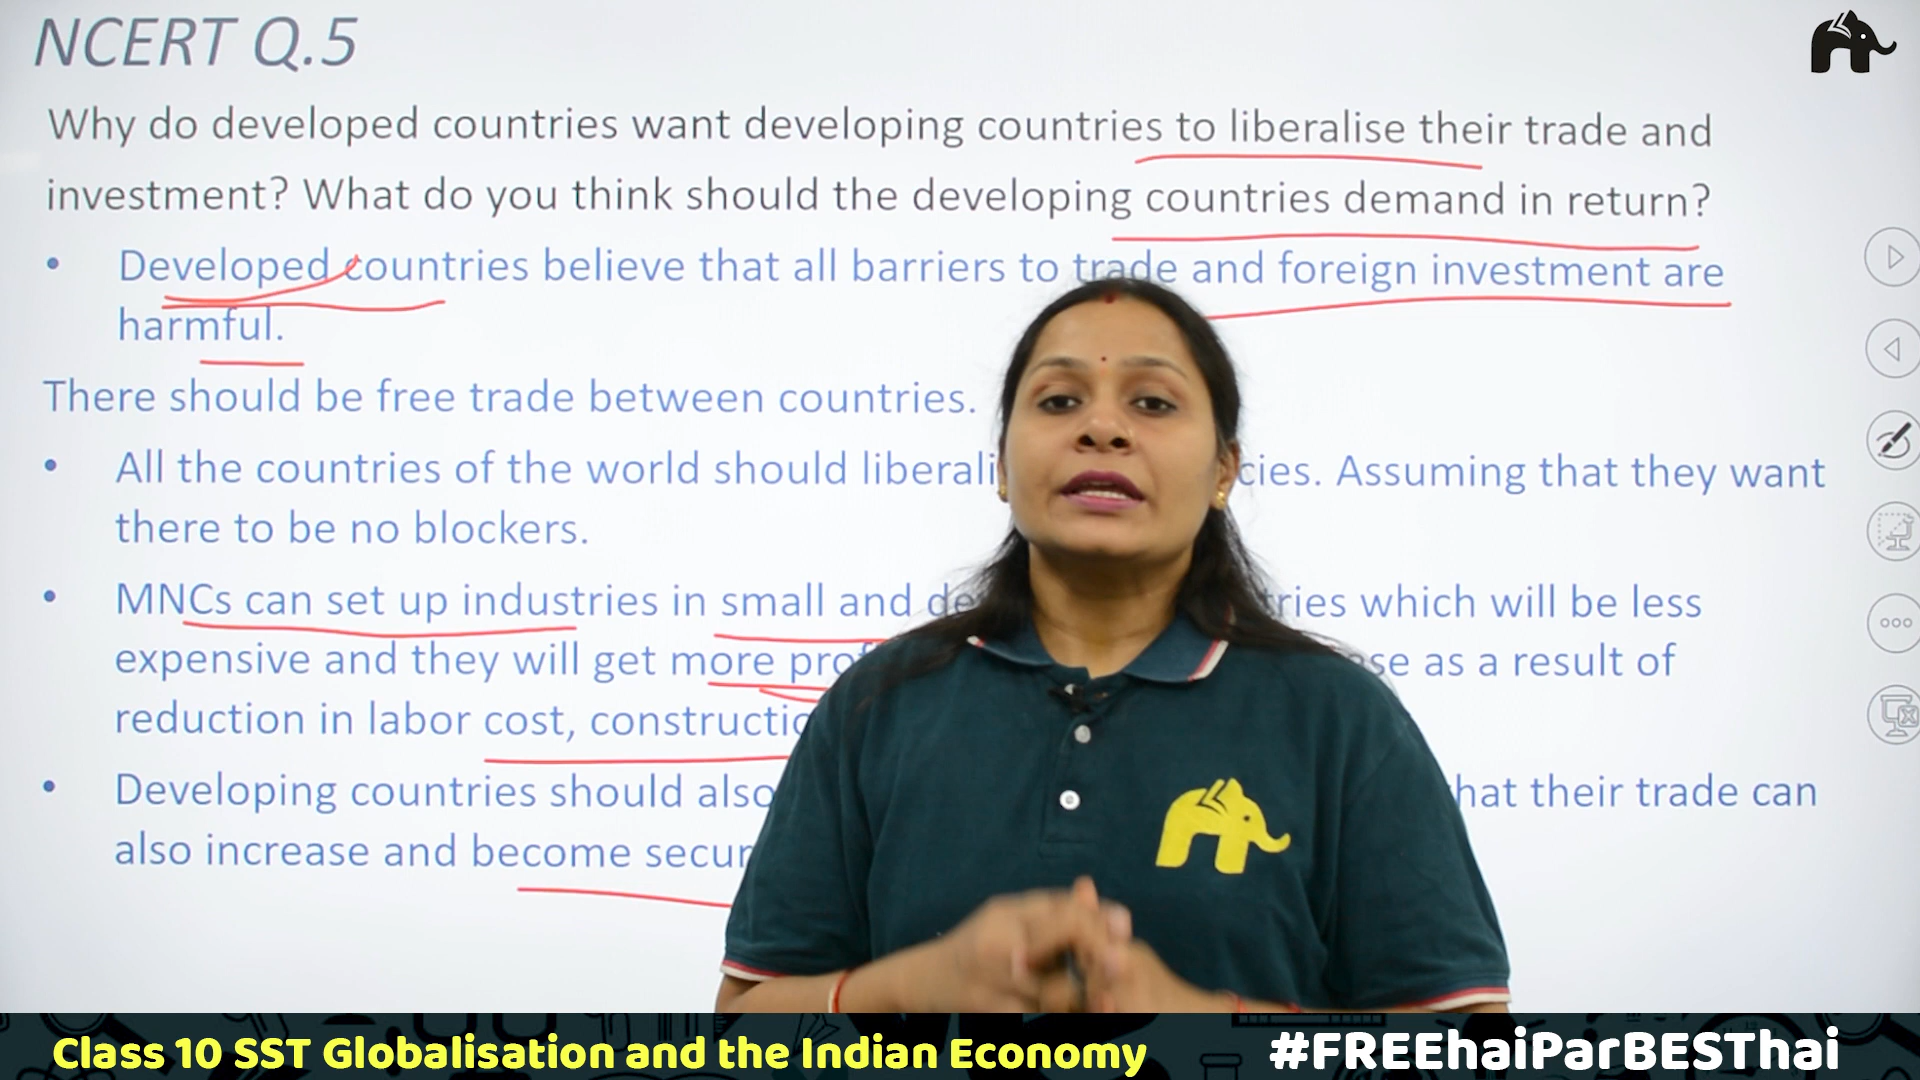 NCERT Q.5
Why do developed countries want developing countries to liberalise their trade and
investment? What do you think should the developing countries demand in return?
• Developed countries believe that all barriers to trade and foreign investment are
harmful.
There should be free trade between countries.
• All the countries of the world should liberali cies. Assuming that they want
there to be no blockers.
• MNCs can set up industries in small and de tries which will be less
expensive and they will get more prof se as a result of
reduction in labor cost, constructio
• Developing countries should also hat their trade can
also increase and become secur
Class 10 SST Globalisation and the Indian Economy
#FREEhaiParBESThai